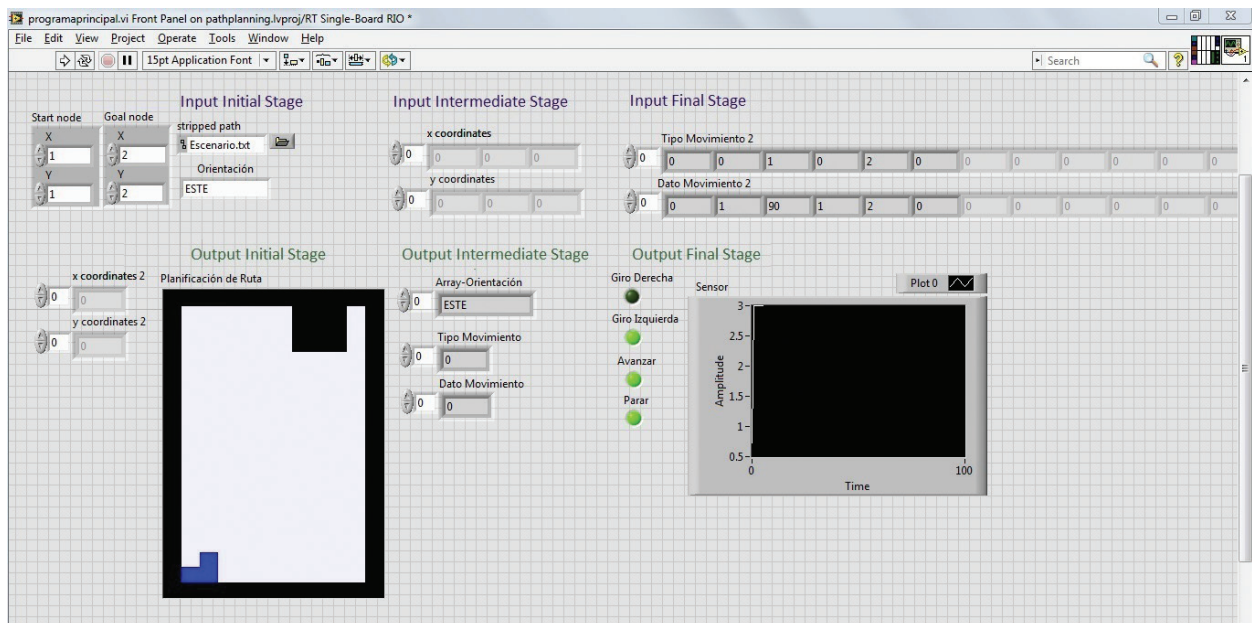 programaprincipal.vi Front Panel on pathplanning.lvproj/RT Single-Board RIO *
File Edit View Project Operate Tools Window Help
15pt Application Font
Search
1
Input Initial Stage
Start node
X
1
Y
1
Goal node
X
2
Y
2
stripped path
Escenario.txt
Orientación
ESTE
Input Intermediate Stage
x coordinates
0 0 0 0
y coordinates
0 0 0 0
Input Final Stage
Tipo Movimiento 2
0 0 0 1 0 2 0 0 0 0 0 0 0
Dato Movimiento 2
0 0 1 90 1 2 0 0 0 0 0 0 0
Output Initial Stage
x coordinates 2
0 0
y coordinates 2
0 0
Planificación de Ruta
Output Intermediate Stage
Array-Orientación
0 ESTE
Tipo Movimiento
0 0
Dato Movimiento
0 0
Output Final Stage
Giro Derecha
Giro Izquierda
Avanzar
Parar
Sensor
Plot 0
Amplitude
3
2.5
2
1.5
1
0.5
0 100
Time